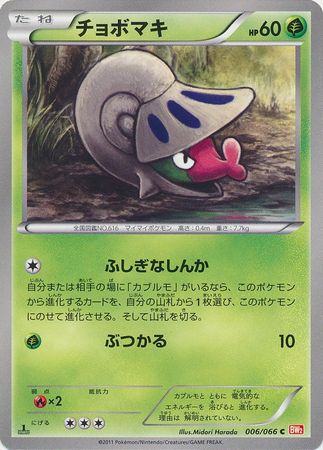 たね
チョボマキ
HP60
全国図鑑NO.616 マイマイポケモン 高さ:0.4m 重さ:7.7kg
ふしぎなしんか
自分または相手の場に「カブルモ」がいるなら、このポケモン
から進化するカードを、自分の山札から1枚選び、このポケモン
にのせて進化させる。そして山札を切る。
ぶつかる 10
弱点 抵抗力
×2
にげる
カブルモと ともに 電気的な
エネルギーを 浴びると 進化する
理由は 解明されていない。
Illus.Midori Harada
1
BW2
006/066 C
©2011 Pokémon/Nintendo/Creatures/GAME FREAK.